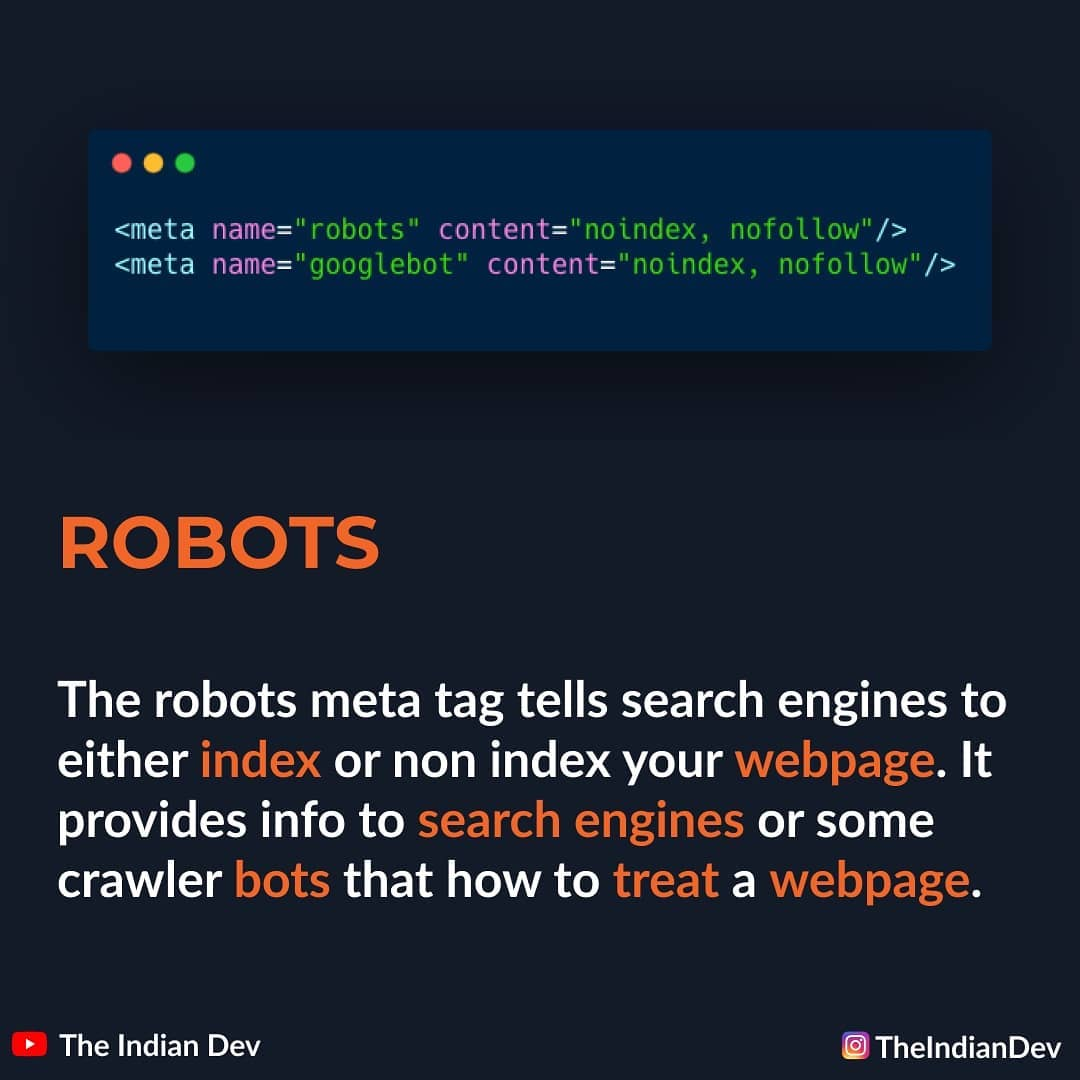 <meta name="robots" content="noindex, nofollow"/>
<meta name="googlebot" content="noindex, nofollow"/>
ROBOTS
The robots meta tag tells search engines to
either index or non index your webpage. It
provides info to search engines or some
crawler bots that how to treat a webpage.
The Indian Dev
TheIndianDev